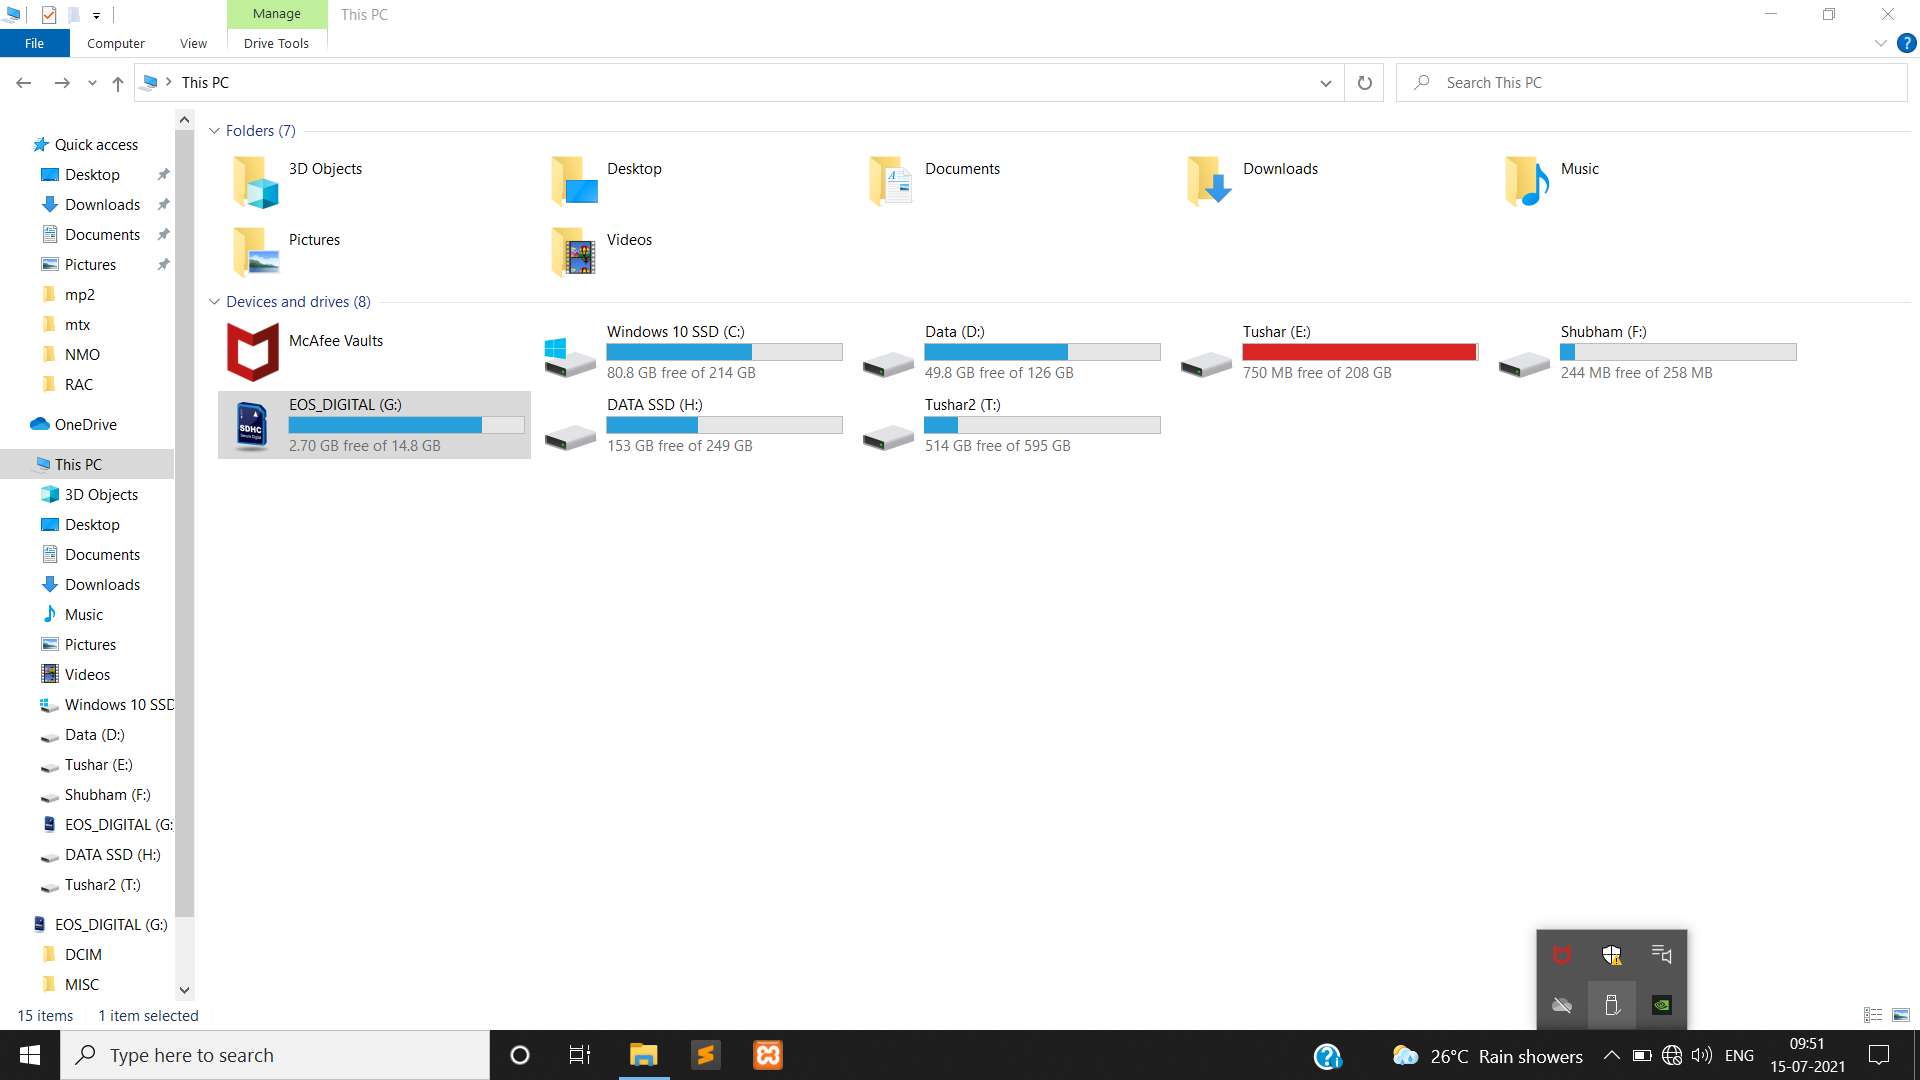 Manage
This PC
File
Computer
View
Drive Tools
This PC
Search This PC
Quick access
Desktop
Downloads
Documents
Pictures
mp2
mtx
NMO
RAC
OneDrive
This PC
3D Objects
Desktop
Documents
Downloads
Music
Pictures
Videos
Windows 10 SSD
Data (D:)
Tushar (E:)
Shubham (F:)
EOS_DIGITAL (G:
DATA SSD (H:)
Tushar2 (T:)
EOS_DIGITAL (G:)
DCIM
MISC
Folders (7)
3D Objects
Desktop
Documents
Downloads
Music
Pictures
Videos
Devices and drives (8)
McAfee Vaults
Windows 10 SSD (C:)
80.8 GB free of 214 GB
Data (D:)
49.8 GB free of 126 GB
Tushar (E:)
750 MB free of 208 GB
Shubham (F:)
244 MB free of 258 MB
SDHC
EOS_DIGITAL (G:)
2.70 GB free of 14.8 GB
DATA SSD (H:)
153 GB free of 249 GB
Tushar2 (T:)
514 GB free of 595 GB
15 items
1 item selected
Type here to search
26°C Rain showers
ENG
09:51
15-07-2021